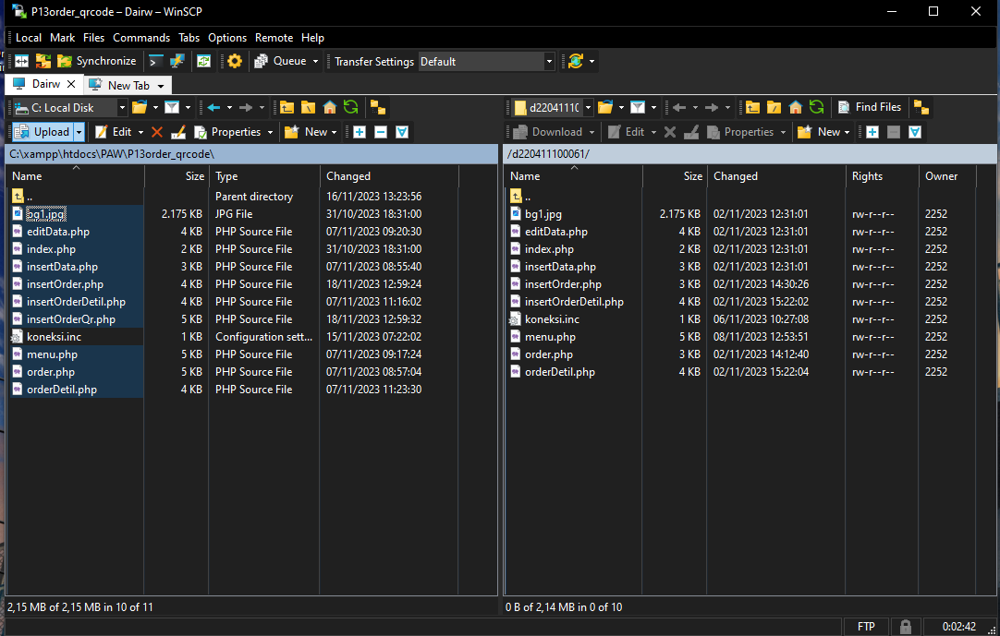 P13order_qrcode – Dairw – WinSCP
Local Mark Files Commands Tabs Options Remote Help
Synchronize Queue Transfer Settings Default
Dairw New Tab
C: Local Disk
d22041110 Find Files
Upload Edit Properties New
Download Edit Properties New
C:\xampp\htdocs\PAW\P13order_qrcode\
Name Size Type Changed
.. Parent directory 16/11/2023 13:23:56
bg1.jpg 2.175 KB JPG File 31/10/2023 18:31:00
editData.php 4 KB PHP Source File 07/11/2023 09:20:30
index.php 2 KB PHP Source File 31/10/2023 18:31:00
insertData.php 3 KB PHP Source File 07/11/2023 08:55:40
insertOrder.php 4 KB PHP Source File 18/11/2023 12:59:24
insertOrderDetil.php 4 KB PHP Source File 07/11/2023 11:16:02
insertOrderQr.php 5 KB PHP Source File 18/11/2023 12:59:32
koneksi.inc 1 KB Configuration sett... 15/11/2023 07:22:02
menu.php 5 KB PHP Source File 07/11/2023 09:17:24
order.php 5 KB PHP Source File 07/11/2023 08:57:04
orderDetil.php 4 KB PHP Source File 07/11/2023 11:23:30
2,15 MB of 2,15 MB in 10 of 11
/d220411100061/
Name Size Changed Rights Owner
..
bg1.jpg 2.175 KB 02/11/2023 12:31:01 rw-r--r-- 2252
editData.php 4 KB 02/11/2023 12:31:01 rw-r--r-- 2252
index.php 2 KB 02/11/2023 12:31:01 rw-r--r-- 2252
insertData.php 3 KB 02/11/2023 12:31:01 rw-r--r-- 2252
insertOrder.php 3 KB 02/11/2023 14:30:26 rw-r--r-- 2252
insertOrderDetil.php 4 KB 02/11/2023 15:22:02 rw-r--r-- 2252
koneksi.inc 1 KB 06/11/2023 10:27:08 rw-r--r-- 2252
menu.php 5 KB 08/11/2023 12:53:51 rw-r--r-- 2252
order.php 3 KB 02/11/2023 14:12:40 rw-r--r-- 2252
orderDetil.php 4 KB 02/11/2023 15:22:04 rw-r--r-- 2252
0 B of 2,14 MB in 0 of 10
FTP 0:02:42